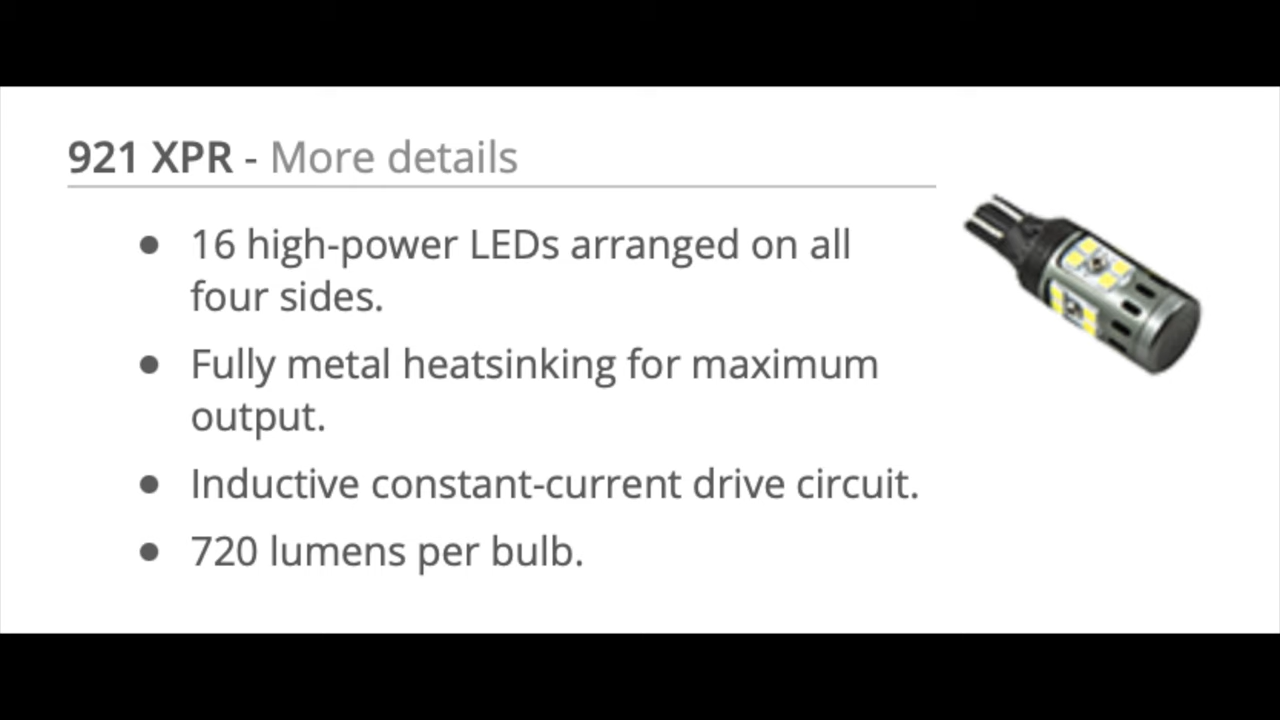 921 XPR - More details
● 16 high-power LEDs arranged on all
four sides.
● Fully metal heatsinking for maximum
output.
● Inductive constant-current drive circuit.
● 720 lumens per bulb.